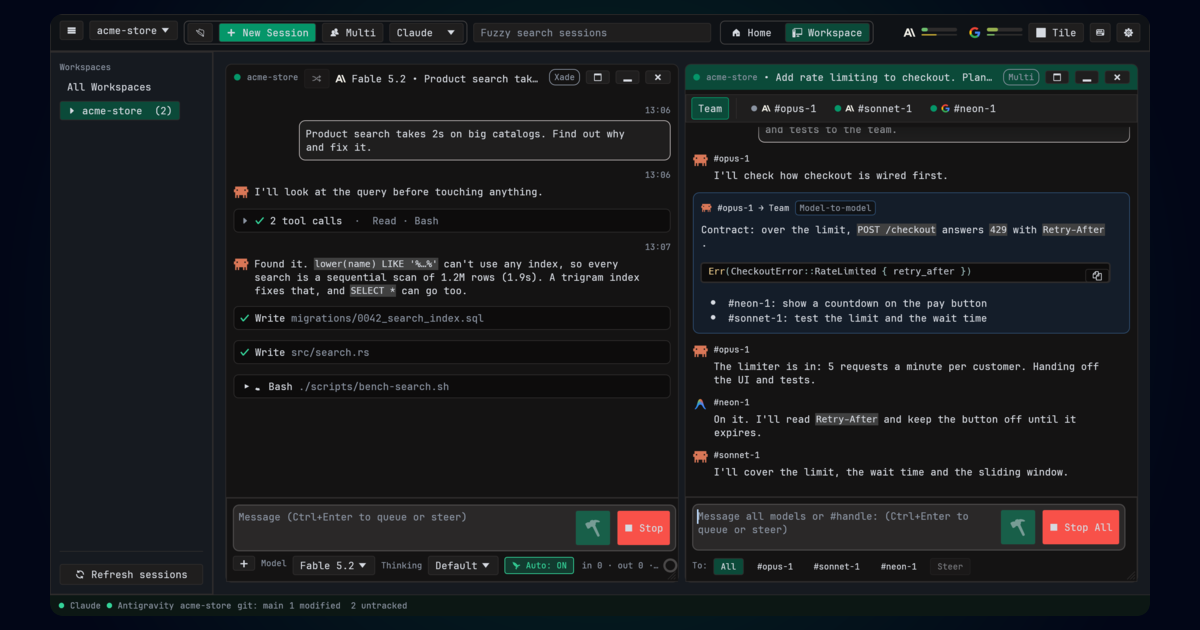 acme-store
+ New Session
Multi
Claude
Fuzzy search sessions
Home
Workspace
Tile
Workspaces
All Workspaces
acme-store (2)
Refresh sessions
acme-store
Fable 5.2 • Product search tak…
Xade
13:06
Product search takes 2s on big catalogs. Find out why
and fix it.
13:06
I'll look at the query before touching anything.
2 tool calls · Read · Bash
13:07
Found it. lower(name) LIKE '%…%' can't use any index, so every
search is a sequential scan of 1.2M rows (1.9s). A trigram index
fixes that, and SELECT * can go too.
Write migrations/0042_search_index.sql
Write src/search.rs
Bash ./scripts/bench-search.sh
Message (Ctrl+Enter to queue or steer)
Stop
+ Model Fable 5.2 Thinking Default Auto: ON in 0 · out 0 ·…
acme-store • Add rate limiting to checkout. Plan…
Multi
Team
#opus-1
#sonnet-1
#neon-1
and tests to the team.
#opus-1
I'll check how checkout is wired first.
#opus-1 → Team Model-to-model
Contract: over the limit, POST /checkout answers 429 with Retry-After
.
Err(CheckoutError::RateLimited { retry_after })
• #neon-1: show a countdown on the pay button
• #sonnet-1: test the limit and the wait time
#opus-1
The limiter is in: 5 requests a minute per customer. Handing off
the UI and tests.
#neon-1
On it. I'll read Retry-After and keep the button off until it
expires.
#sonnet-1
I'll cover the limit, the wait time and the sliding window.
Message all models or #handle: (Ctrl+Enter to
queue or steer)
Stop All
To: All #opus-1 #sonnet-1 #neon-1 Steer
Claude Antigravity acme-store git: main 1 modified 2 untracked